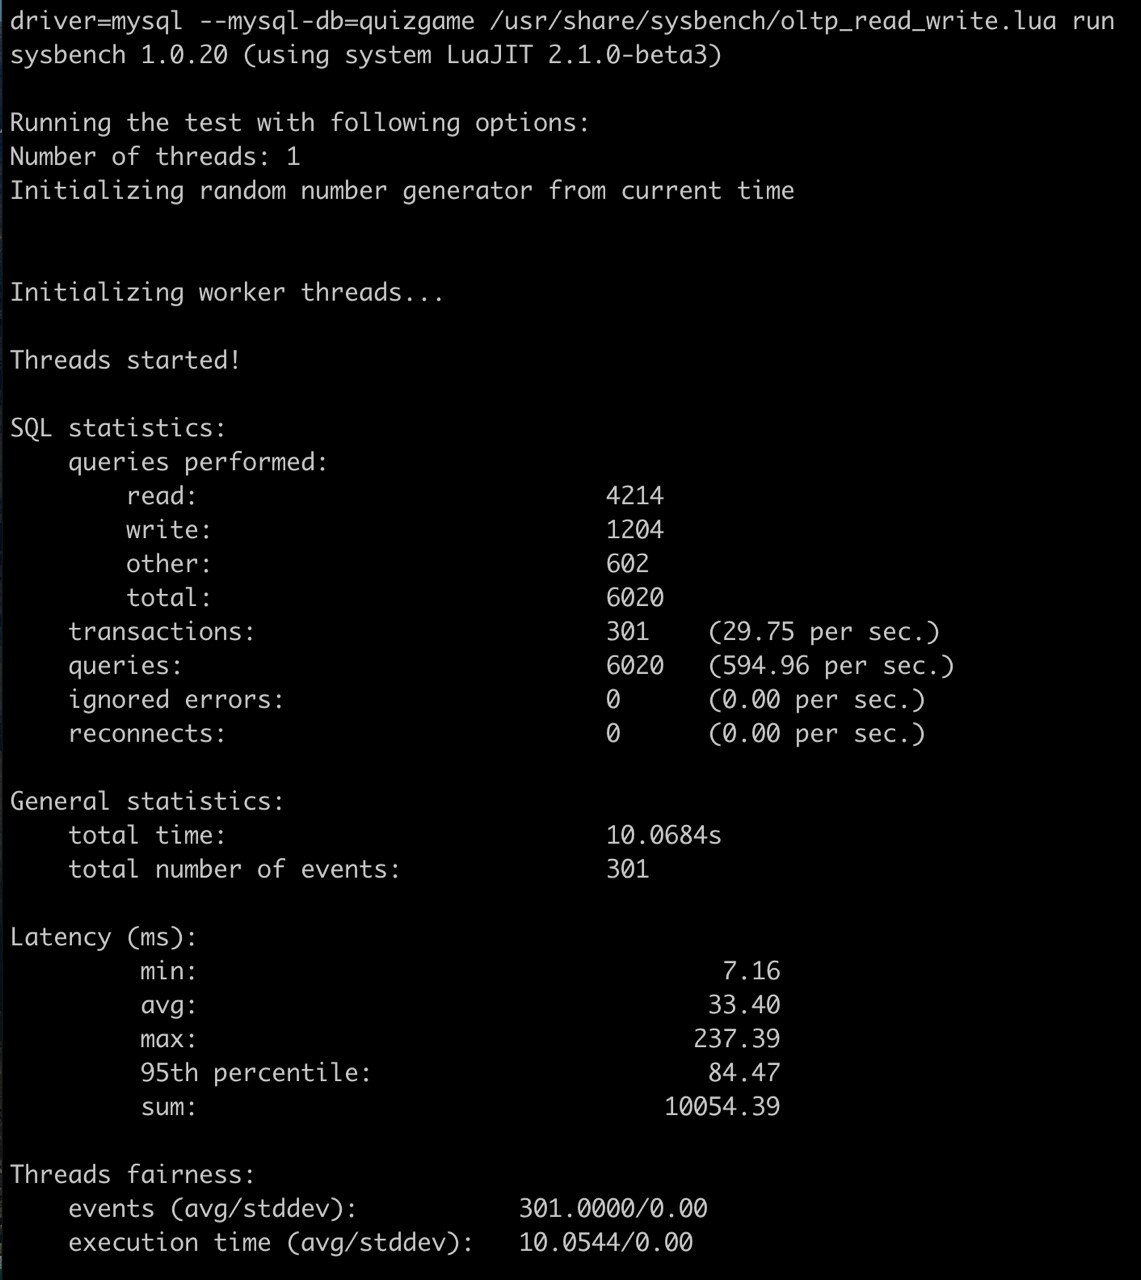 driver=mysql --mysql-db=quizgame /usr/share/sysbench/oltp_read_write.lua run
sysbench 1.0.20 (using system LuaJIT 2.1.0-beta3)
Running the test with following options:
Number of threads: 1
Initializing random number generator from current time
Initializing worker threads...
Threads started!
SQL statistics:
queries performed:
read: 4214
write: 1204
other: 602
total: 6020
transactions: 301 (29.75 per sec.)
queries: 6020 (594.96 per sec.)
ignored errors: 0 (0.00 per sec.)
reconnects: 0 (0.00 per sec.)
General statistics:
total time: 10.0684s
total number of events: 301
Latency (ms):
min: 7.16
avg: 33.40
max: 237.39
95th percentile: 84.47
sum: 10054.39
Threads fairness:
events (avg/stddev): 301.0000/0.00
execution time (avg/stddev): 10.0544/0.00